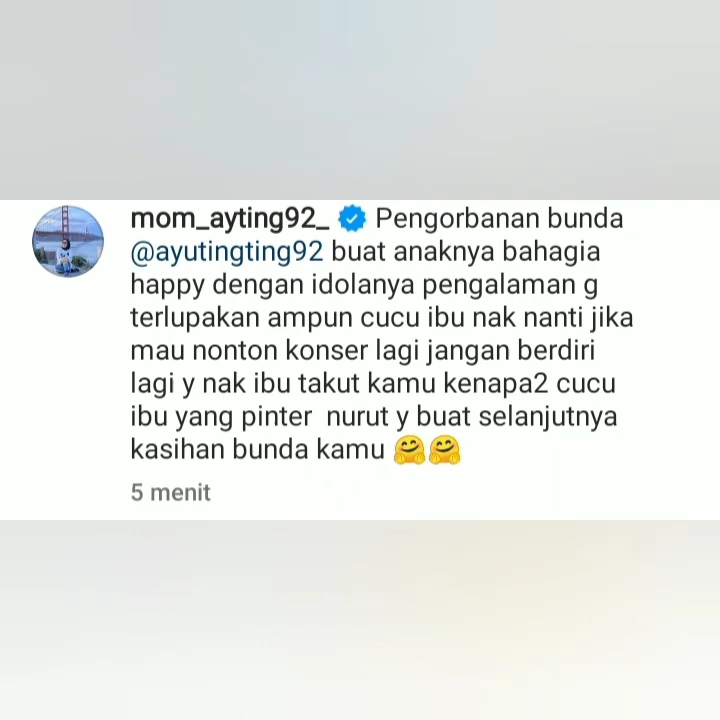 mom_ayting92_ Pengorbanan bunda
@ayutingting92 buat anaknya bahagia
happy dengan idolanya pengalaman g
terlupakan ampun cucu ibu nak nanti jika
mau nonton konser lagi jangan berdiri
lagi y nak ibu takut kamu kenapa2 cucu
ibu yang pinter nurut y buat selanjutnya
kasihan bunda kamu 🤗🤗
5 menit